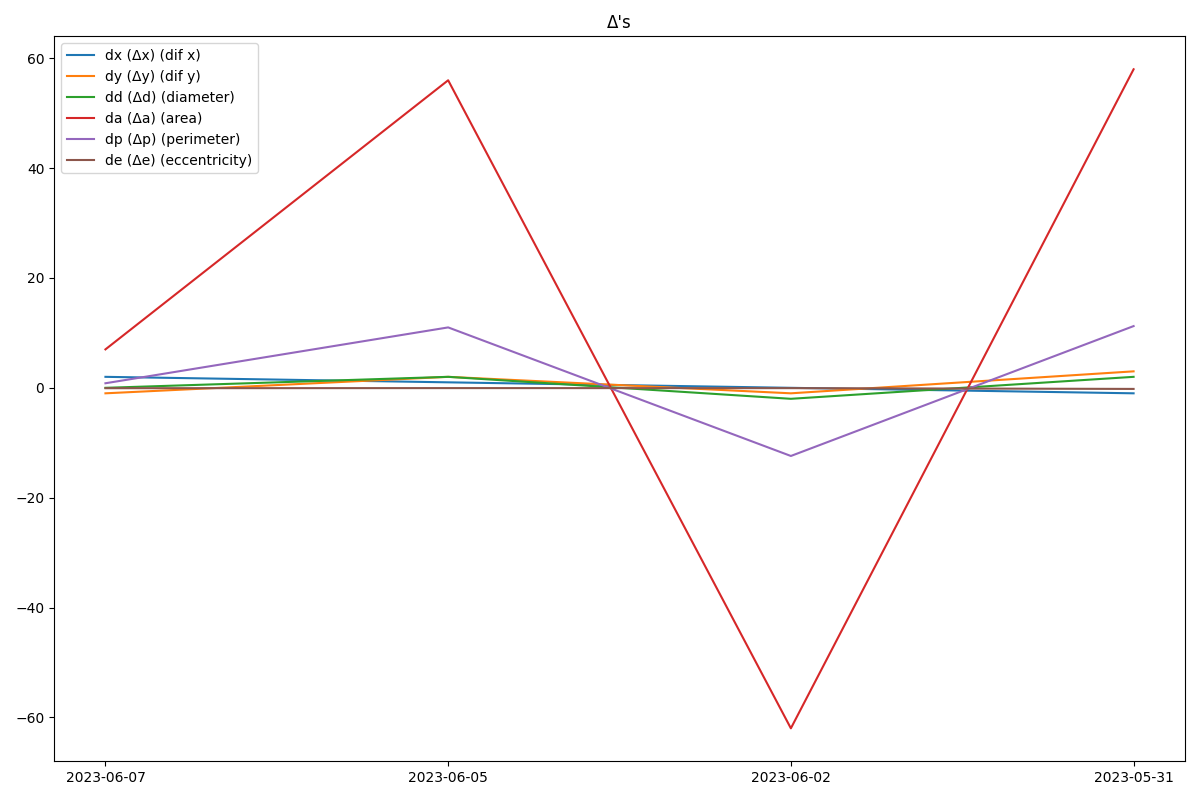 Δ's
dx (Δx) (dif x)
dy (Δy) (dif y)
dd (Δd) (diameter)
da (Δa) (area)
dp (Δp) (perimeter)
de (Δe) (eccentricity)
60
40
20
0
−20
−40
−60
2023-06-07 2023-06-05 2023-06-02 2023-05-31